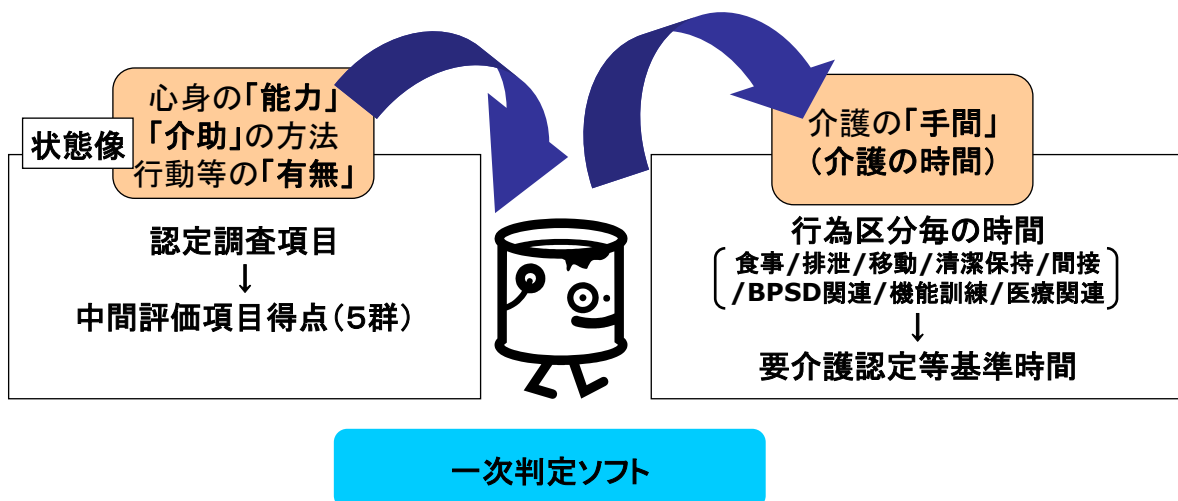 状態像
心身の「能力」
「介助」の方法
行動等の「有無」
認定調査項目
↓
中間評価項目得点(5群)
介護の「手間」
(介護の時間)
行為区分毎の時間
食事/排泄/移動/清潔保持/間接
/BPSD関連/機能訓練/医療関連
↓
要介護認定等基準時間
一次判定ソフト